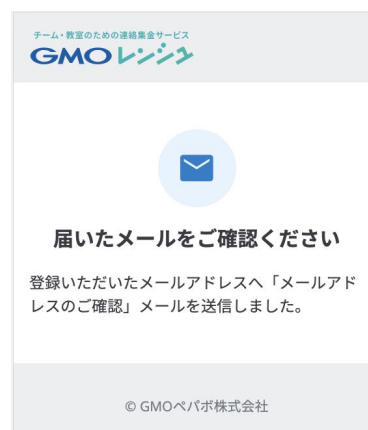 チーム・教室のための連絡集金サービス
GMOレンシュ
届いたメールをご確認ください
登録いただいたメールアドレスへ「メールアド
レスのご確認」メールを送信しました。
© GMOペパボ株式会社